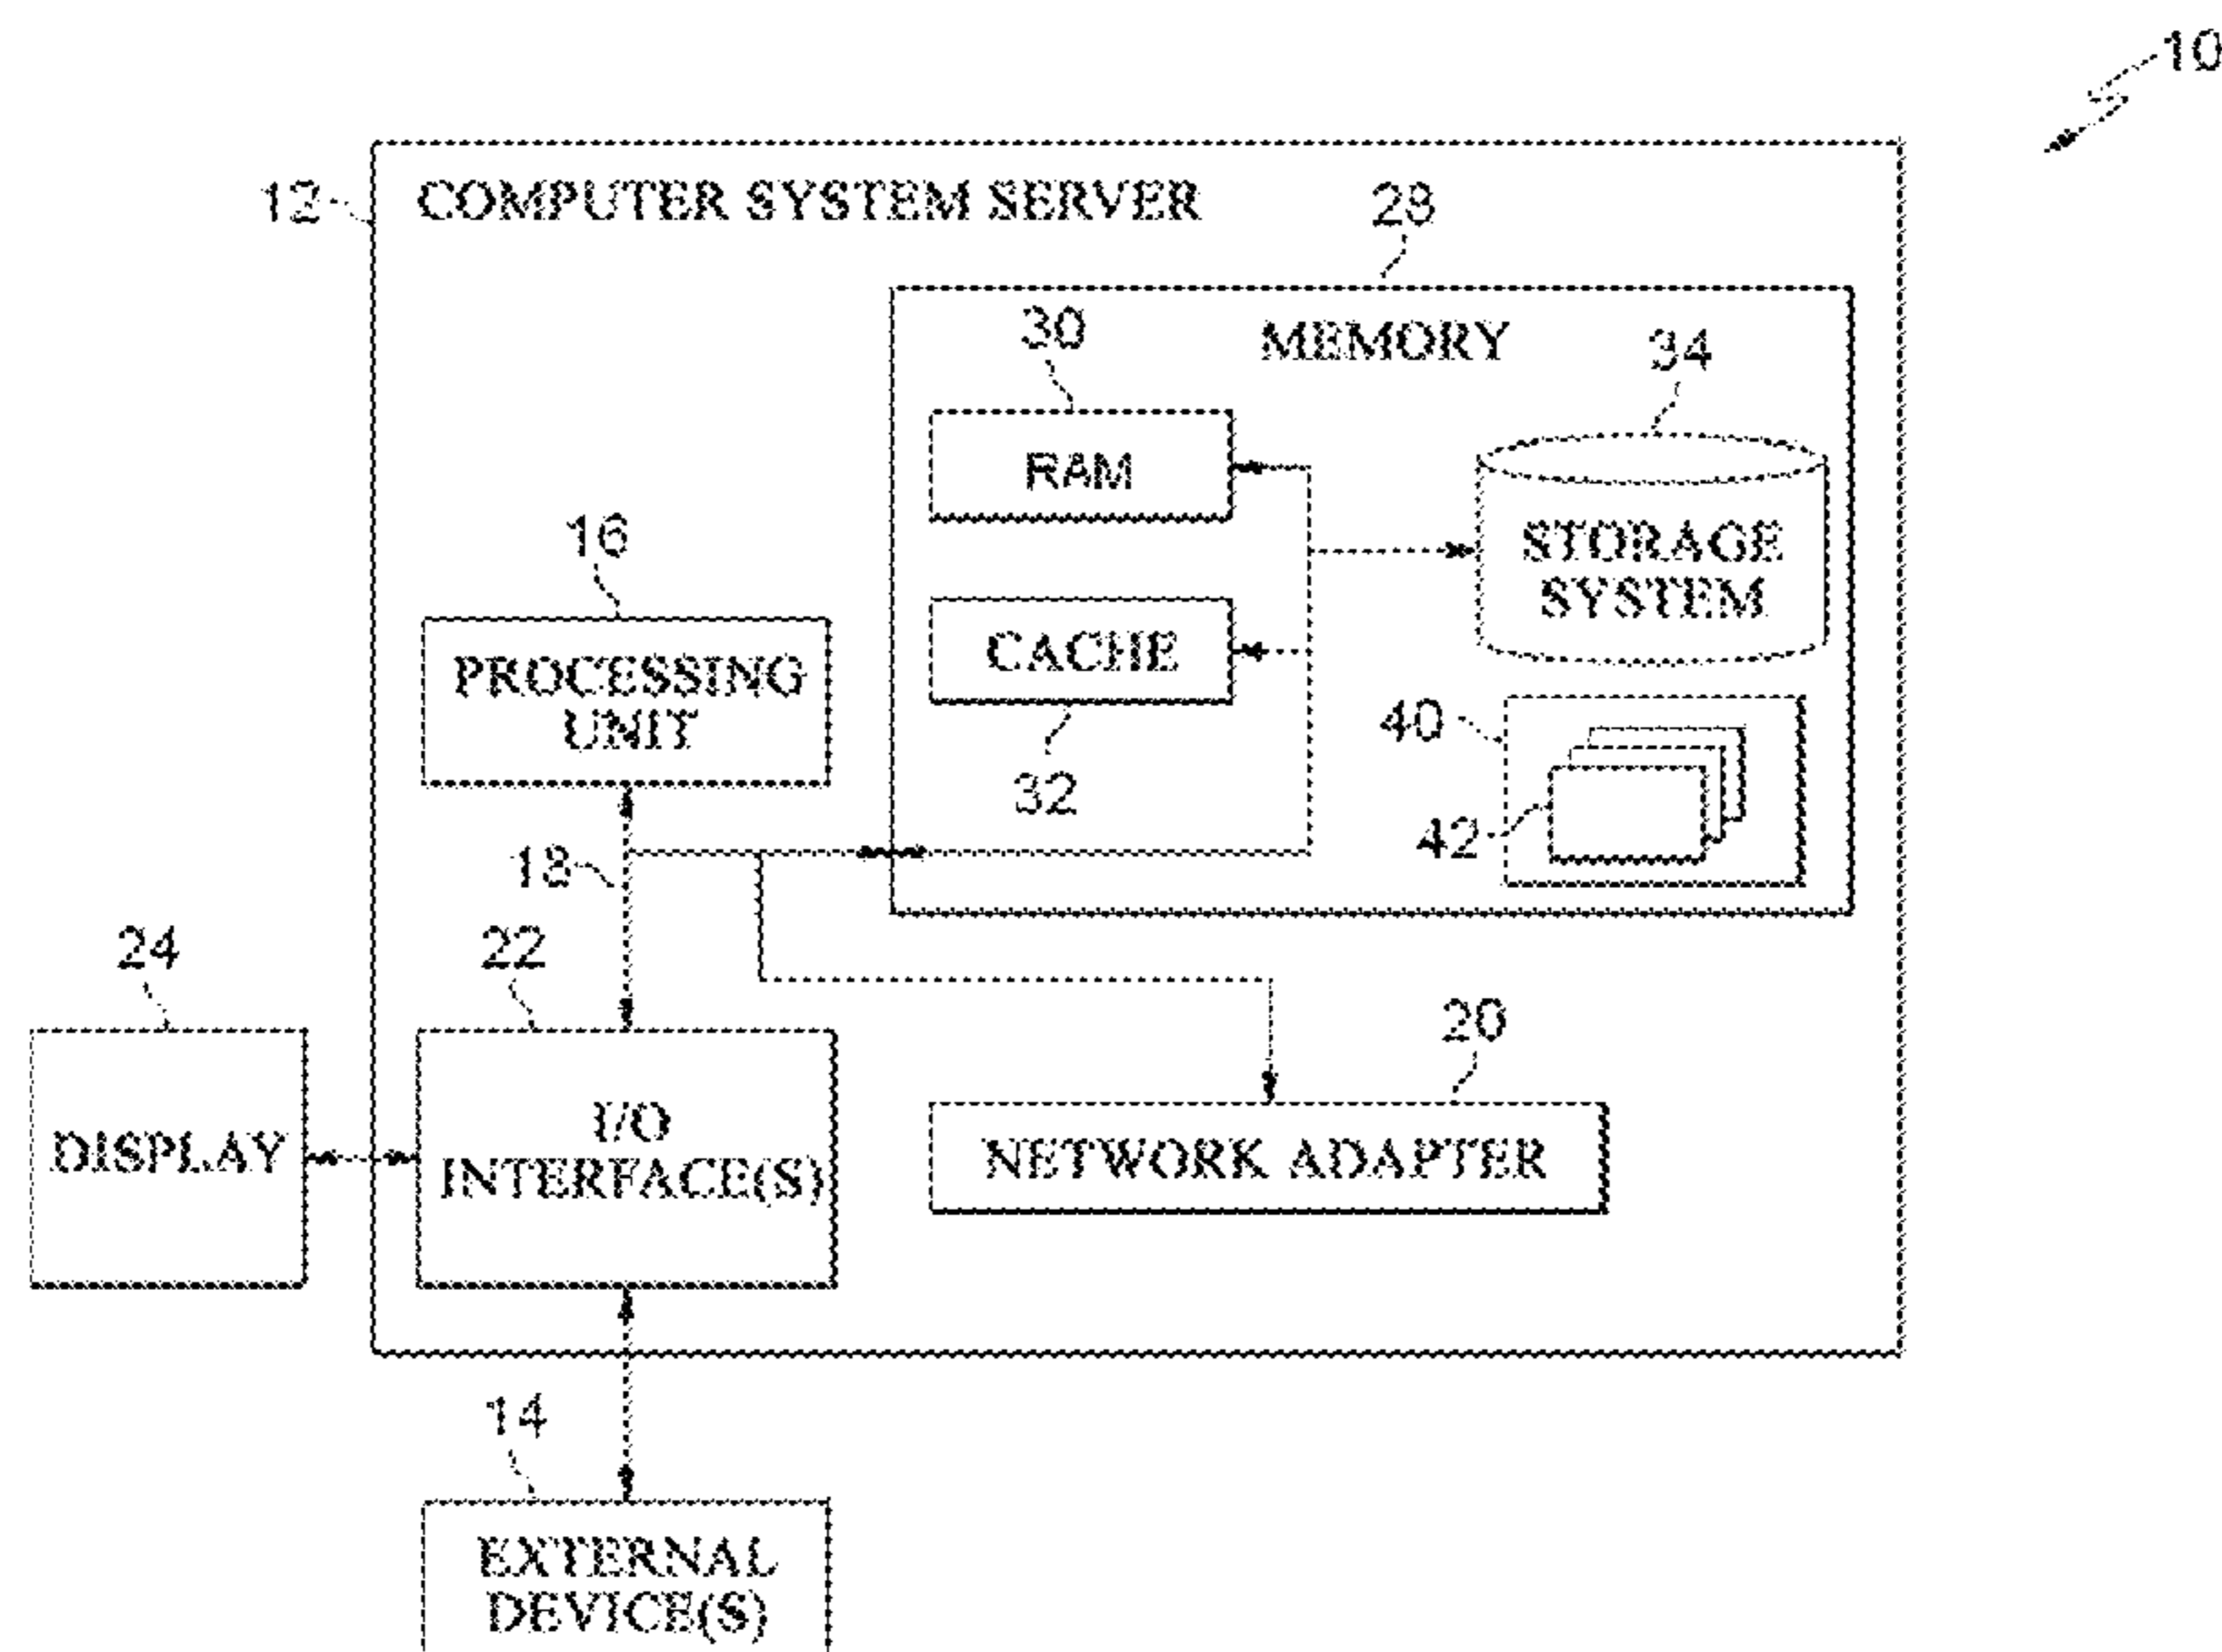 10
12
COMPUTER SYSTEM SERVER
28
30
MEMORY
34
RAM
16
STORAGE
SYSTEM
PROCESSING
UNIT
CACHE
40
32
42
18
24
22
20
DISPLAY
I/O
INTERFACE(S)
NETWORK ADAPTER
14
EXTERNAL
DEVICE(S)